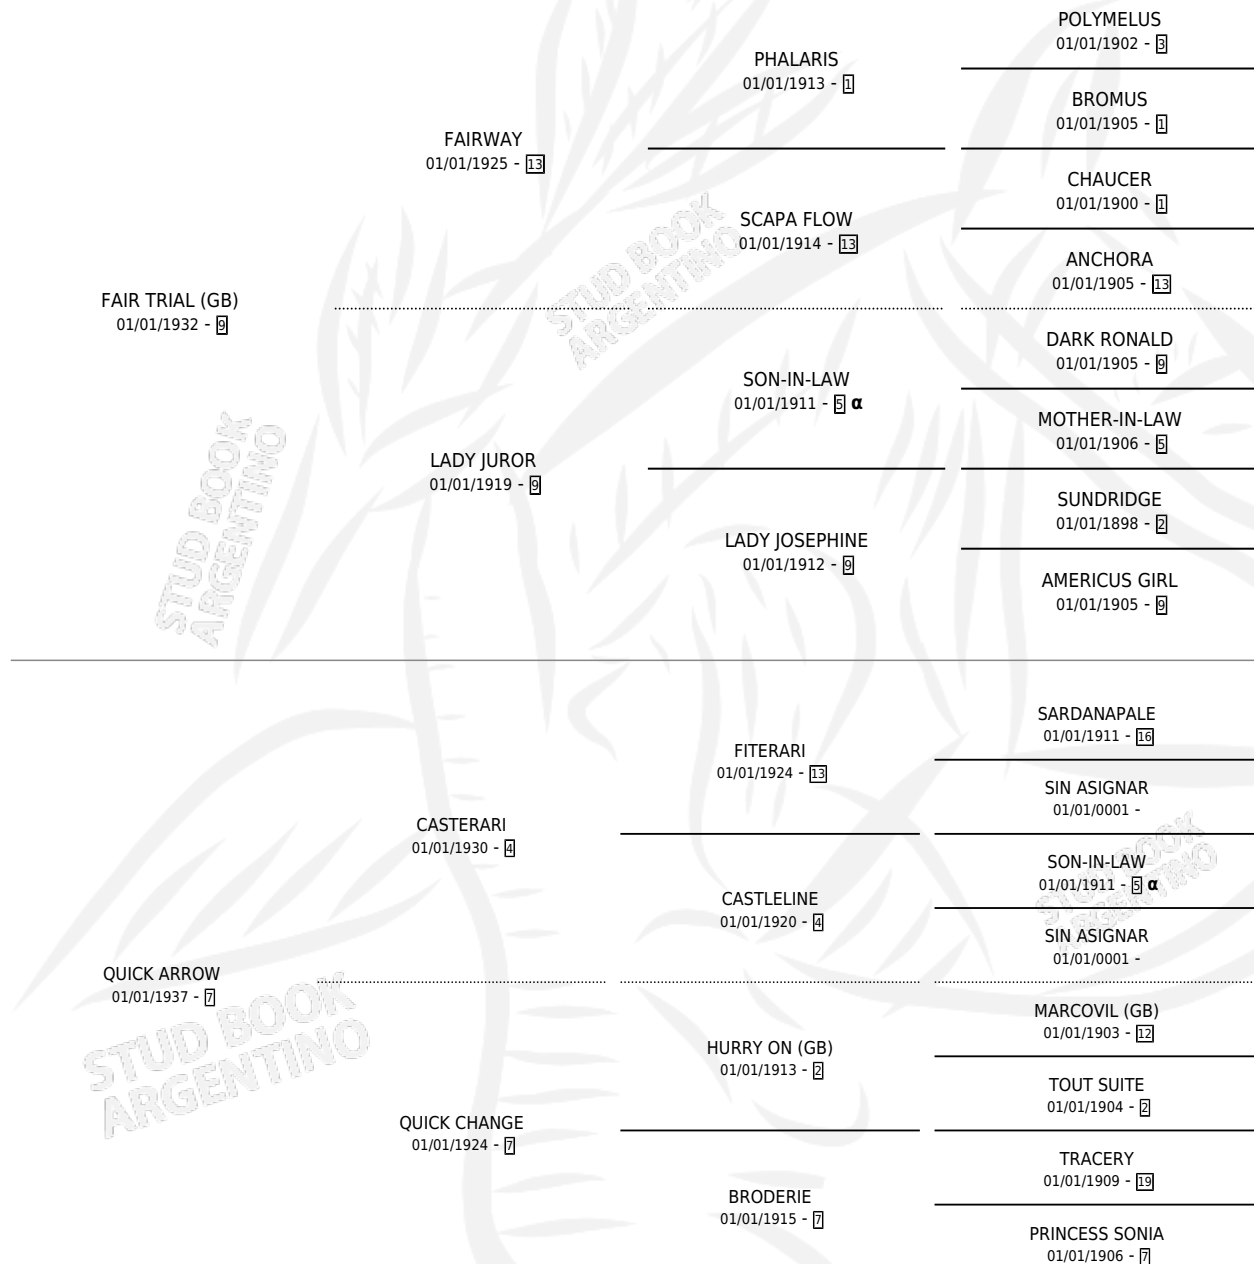 POLYMELUS
01/01/1902 - 3
PHALARIS
01/01/1913 - 1
BROMUS
01/01/1905 - 1
FAIRWAY
01/01/1925 - 13
CHAUCER
01/01/1900 - 1
SCAPA FLOW
01/01/1914 - 13
ANCHORA
01/01/1905 - 13
FAIR TRIAL (GB)
01/01/1932 - 9
DARK RONALD
01/01/1905 - 9
SON-IN-LAW
01/01/1911 - 5 α
MOTHER-IN-LAW
01/01/1906 - 5
LADY JUROR
01/01/1919 - 9
SUNDRIDGE
01/01/1898 - 2
LADY JOSEPHINE
01/01/1912 - 9
AMERICUS GIRL
01/01/1905 - 9
SARDANAPALE
01/01/1911 - 16
FITERARI
01/01/1924 - 13
SIN ASIGNAR
01/01/0001 -
CASTERARI
01/01/1930 - 4
SON-IN-LAW
01/01/1911 - 5 α
CASTLELINE
01/01/1920 - 4
SIN ASIGNAR
01/01/0001 -
QUICK ARROW
01/01/1937 - 7
MARCOVIL (GB)
01/01/1903 - 12
HURRY ON (GB)
01/01/1913 - 2
TOUT SUITE
01/01/1904 - 2
QUICK CHANGE
01/01/1924 - 7
TRACERY
01/01/1909 - 19
BRODERIE
01/01/1915 - 7
PRINCESS SONIA
01/01/1906 - 7
STUD BOOK
ARGENTINO
STUD BOOK
ARGENTINO
STUD BOOK
ARGENTINO
STUD BOOK
ARGENTINO